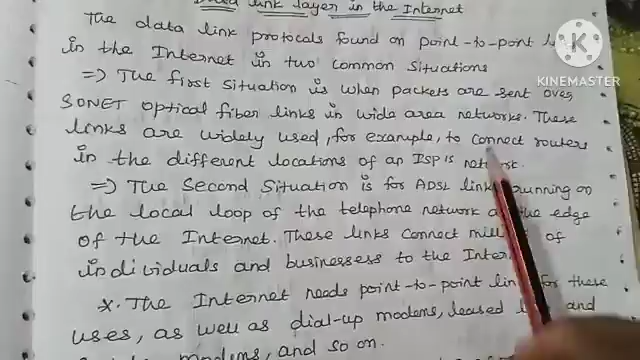 link layer in the Internet
The data link protocals found on point-to-point
in the Internet in two common situations
=> The first situation is when packets are sent over
SONET optical fiber links in wide area networks. These
links are widely used, for example, to connect routers
in the different locations of an ISP is network.
=> The Second Situation is for ADSL links running on
the local loop of the telephone network at the edge
of the Internet. These links connect of
individuals and businessess to the
x. The Internet needs point-to-point for these
uses, as well as dial-up modems, leased and
modems, and so on.
KINEMASTER